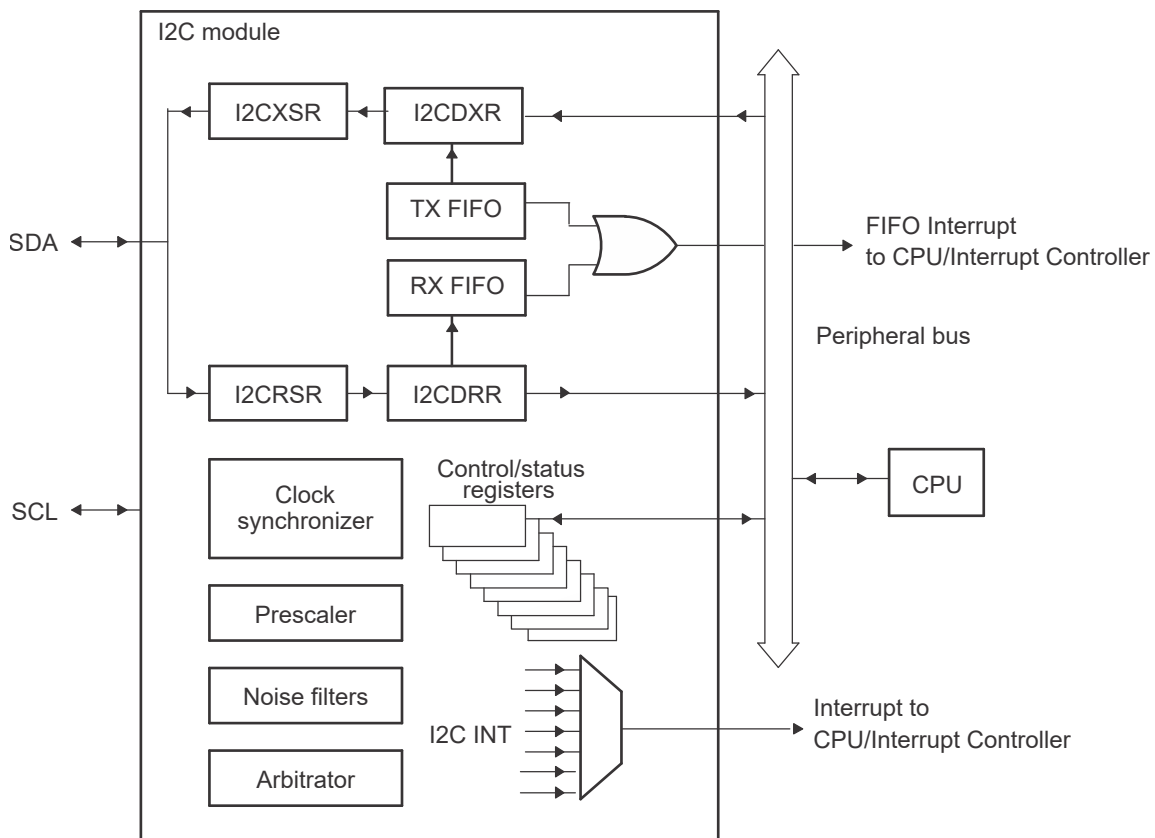 I2C module
I2CXSR
I2CDXR
TX FIFO
SDA
FIFO Interrupt
to CPU/Interrupt Controller
RX FIFO
Peripheral bus
I2CRSR
I2CDRR
Control/status
registers
Clock
synchronizer
SCL
CPU
Prescaler
Noise filters
I2C INT
Interrupt to
CPU/Interrupt Controller
Arbitrator